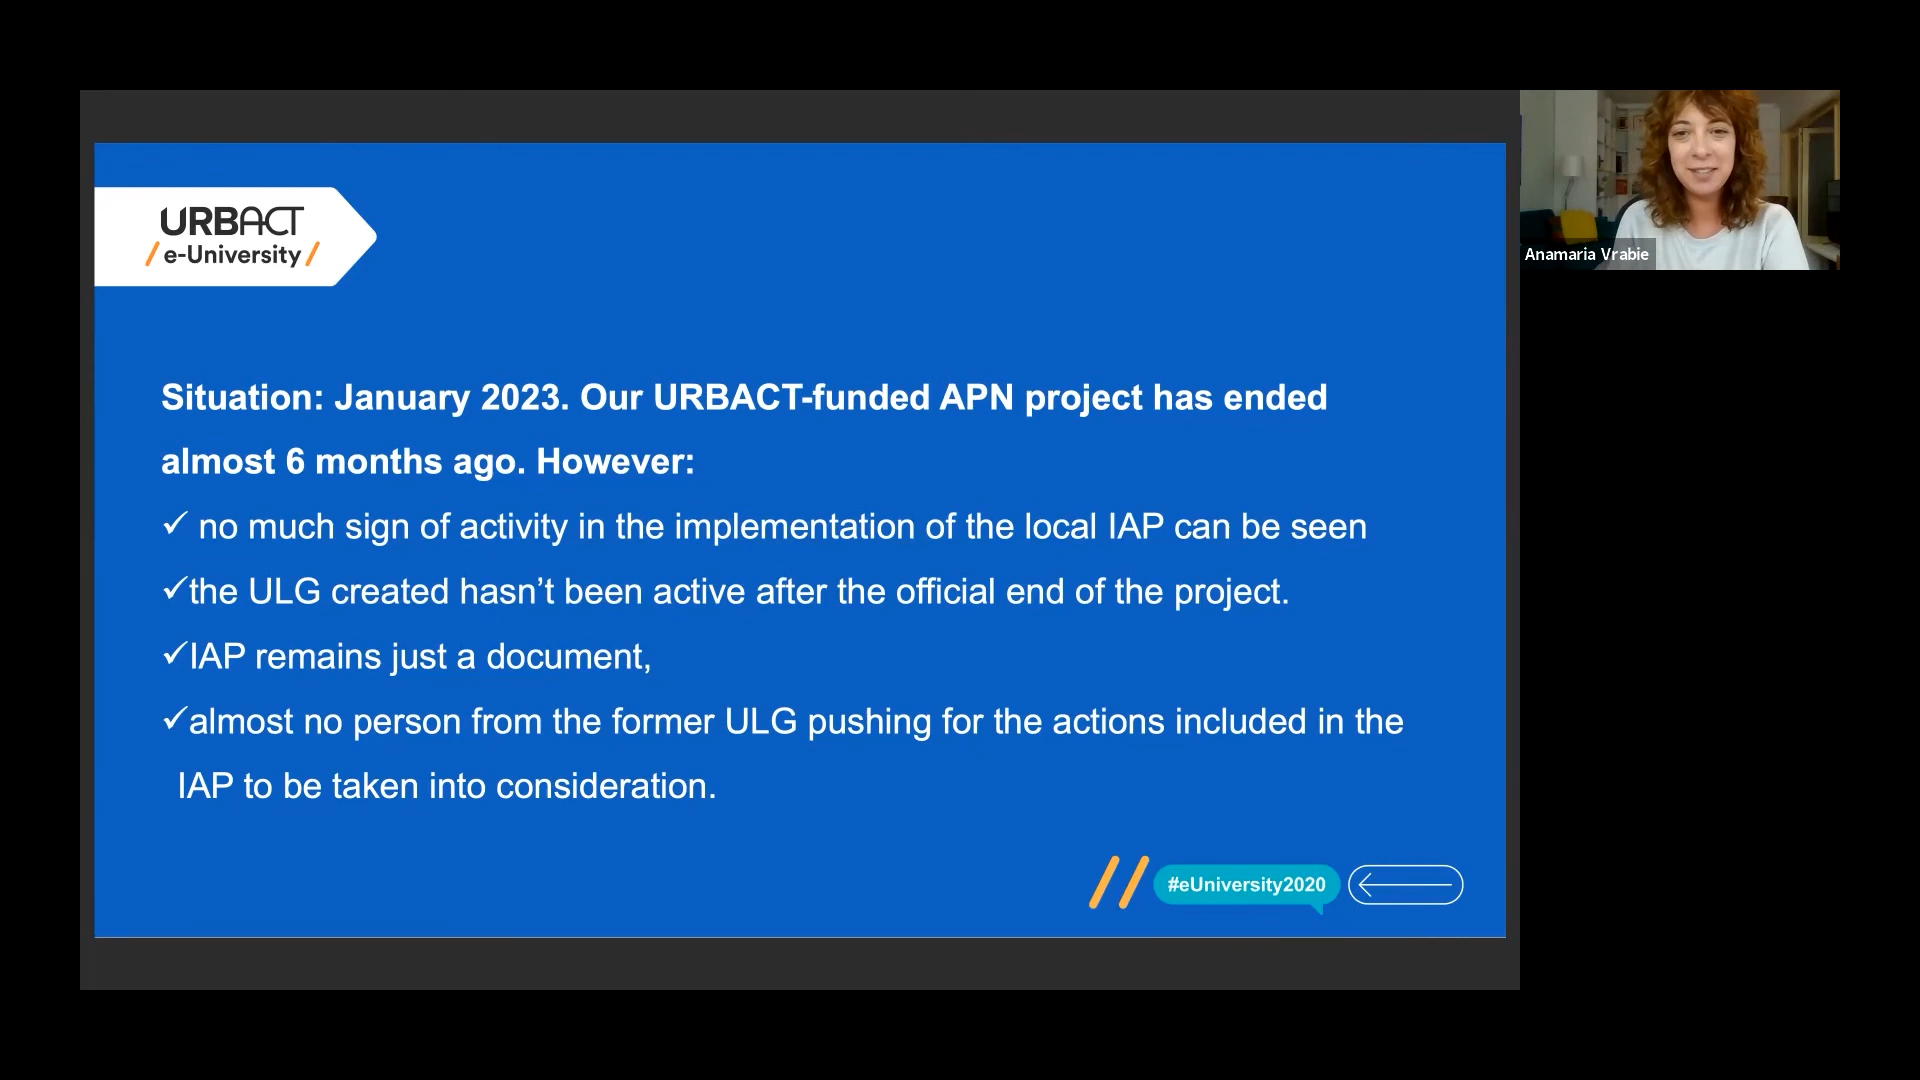 URBACT
/ e-University /
Anamaria Vrabie
Situation: January 2023. Our URBACT-funded APN project has ended
almost 6 months ago. However:
✓ no much sign of activity in the implementation of the local IAP can be seen
✓the ULG created hasn’t been active after the official end of the project.
✓IAP remains just a document,
✓almost no person from the former ULG pushing for the actions included in the
IAP to be taken into consideration.
#eUniversity2020